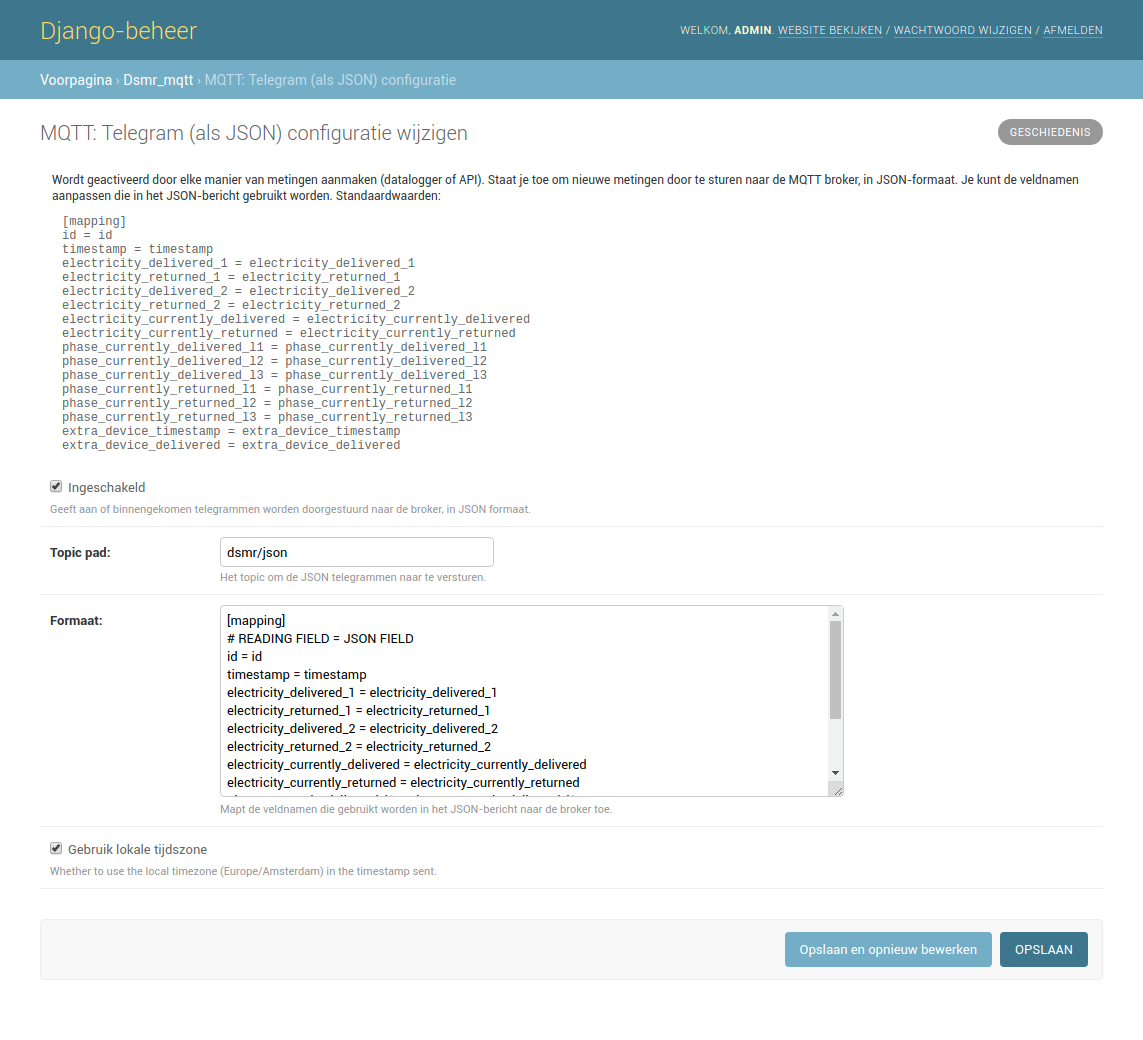 Django-beheer
WELKOM, ADMIN. WEBSITE BEKIJKEN / WACHTWOORD WIJZIGEN / AFMELDEN
Voorpagina › Dsmr_mqtt › MQTT: Telegram (als JSON) configuratie
MQTT: Telegram (als JSON) configuratie wijzigen
GESCHIEDENIS
Wordt geactiveerd door elke manier van metingen aanmaken (datalogger of API). Staat je toe om nieuwe metingen door te sturen naar de MQTT broker, in JSON-formaat. Je kunt de veldnamen
aanpassen die in het JSON-bericht gebruikt worden. Standaardwaarden:
[mapping]
id = id
timestamp = timestamp
electricity_delivered_1 = electricity_delivered_1
electricity_returned_1 = electricity_returned_1
electricity_delivered_2 = electricity_delivered_2
electricity_returned_2 = electricity_returned_2
electricity_currently_delivered = electricity_currently_delivered
electricity_currently_returned = electricity_currently_returned
phase_currently_delivered_l1 = phase_currently_delivered_l1
phase_currently_delivered_l2 = phase_currently_delivered_l2
phase_currently_delivered_l3 = phase_currently_delivered_l3
phase_currently_returned_l1 = phase_currently_returned_l1
phase_currently_returned_l2 = phase_currently_returned_l2
phase_currently_returned_l3 = phase_currently_returned_l3
extra_device_timestamp = extra_device_timestamp
extra_device_delivered = extra_device_delivered
Ingeschakeld
Geeft aan of binnengekomen telegrammen worden doorgestuurd naar de broker, in JSON formaat.
Topic pad:
dsmr/json
Het topic om de JSON telegrammen naar te versturen.
Formaat:
[mapping]
# READING FIELD = JSON FIELD
id = id
timestamp = timestamp
electricity_delivered_1 = electricity_delivered_1
electricity_returned_1 = electricity_returned_1
electricity_delivered_2 = electricity_delivered_2
electricity_returned_2 = electricity_returned_2
electricity_currently_delivered = electricity_currently_delivered
electricity_currently_returned = electricity_currently_returned
Mapt de veldnamen die gebruikt worden in het JSON-bericht naar de broker toe.
Gebruik lokale tijdszone
Whether to use the local timezone (Europe/Amsterdam) in the timestamp sent.
Opslaan en opnieuw bewerken
OPSLAAN